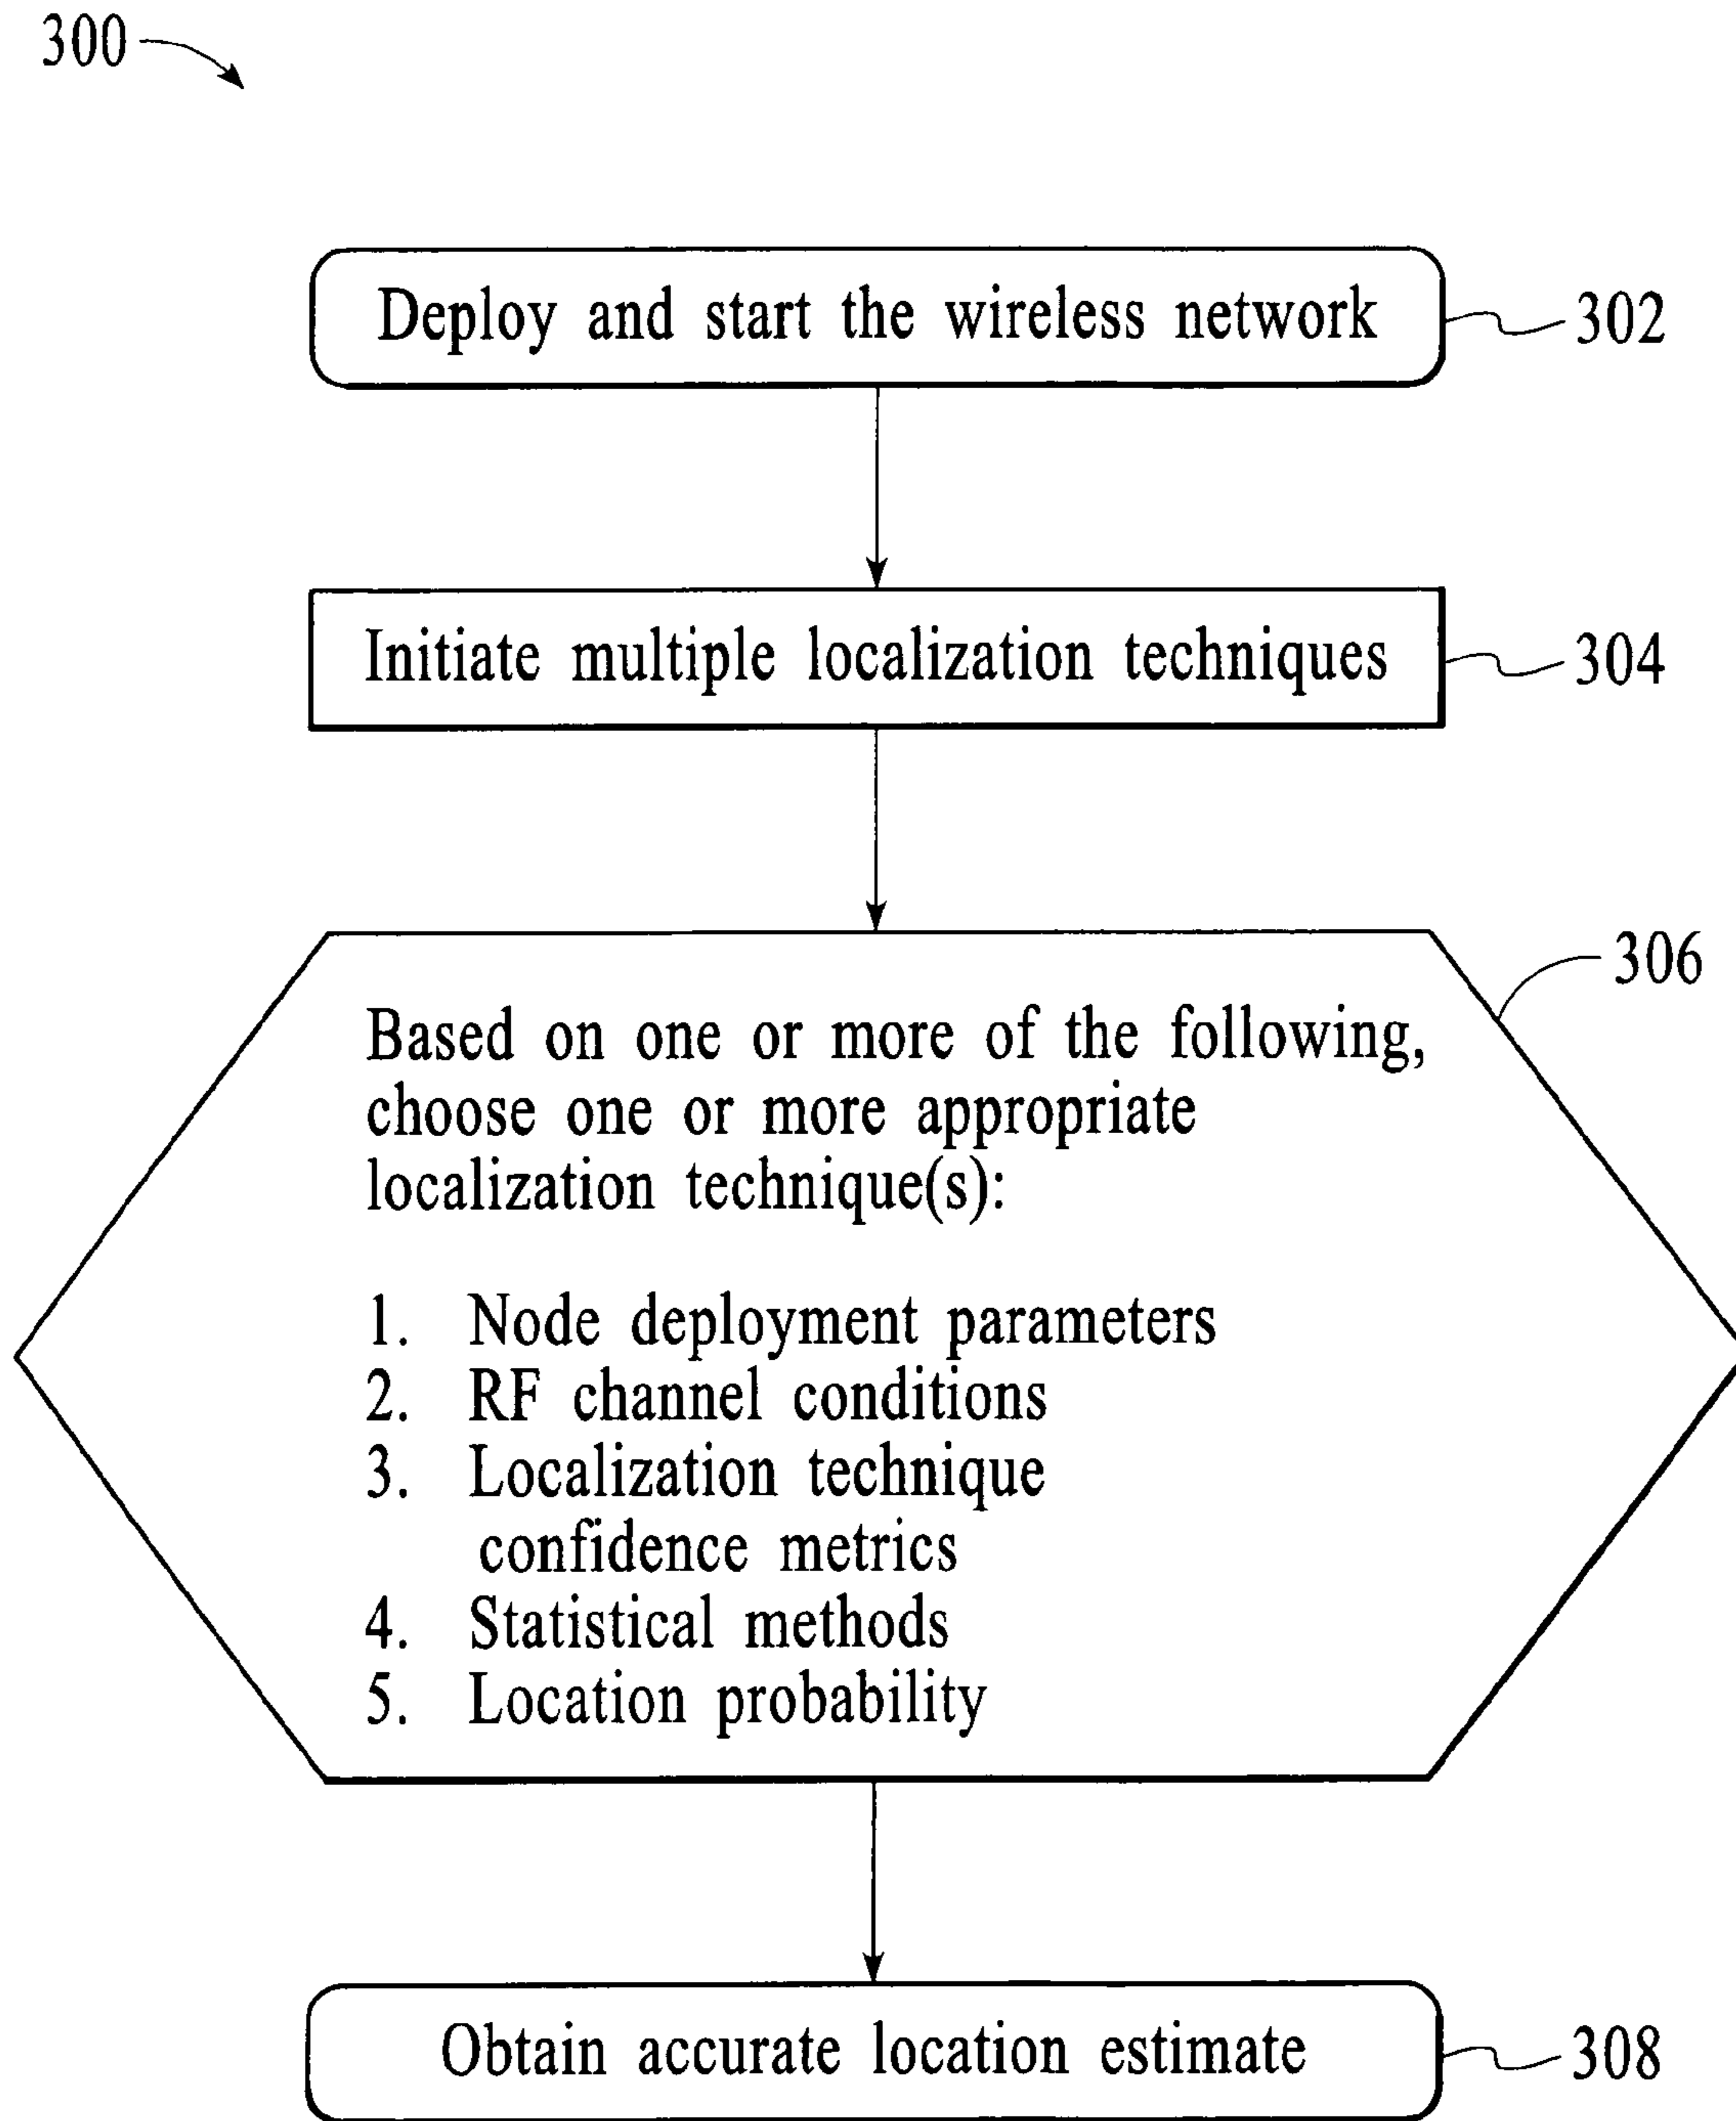 300
Deploy and start the wireless network
302
Initiate multiple localization techniques
304
306
Based on one or more of the following,
choose one or more appropriate
localization technique(s):
1. Node deployment parameters
2. RF channel conditions
3. Localization technique
confidence metrics
4. Statistical methods
5. Location probability
Obtain accurate location estimate
308